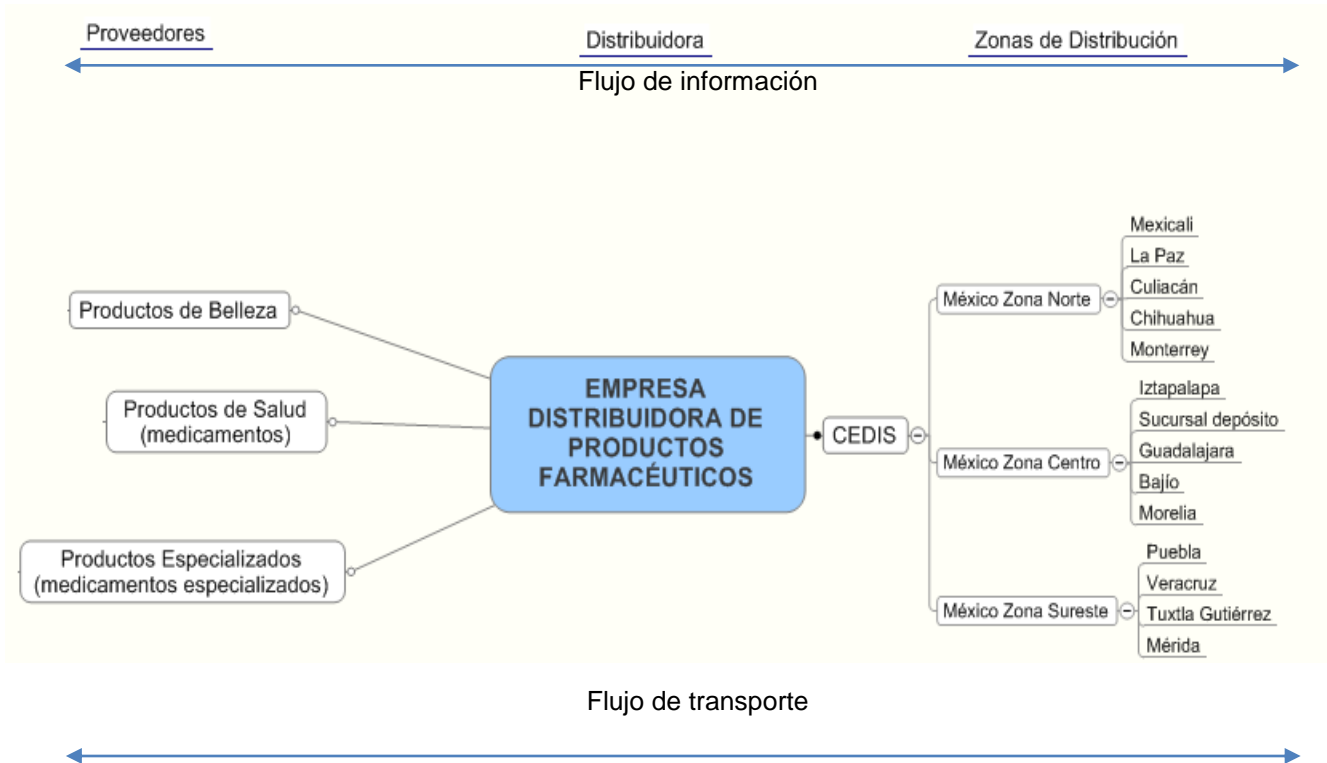 Proveedores
Distribuidora
Zonas de Distribución
Flujo de información
Productos de Belleza
Productos de Salud
(medicamentos)
Productos Especializados
(medicamentos especializados)
EMPRESA
DISTRIBUIDORA DE
PRODUCTOS
FARMACÉUTICOS
CEDIS
México Zona Norte
Mexicali
La Paz
Culiacán
Chihuahua
Monterrey
México Zona Centro
Iztapalapa
Sucursal depósito
Guadalajara
Bajío
Morelia
México Zona Sureste
Puebla
Veracruz
Tuxtla Gutiérrez
Mérida
Flujo de transporte